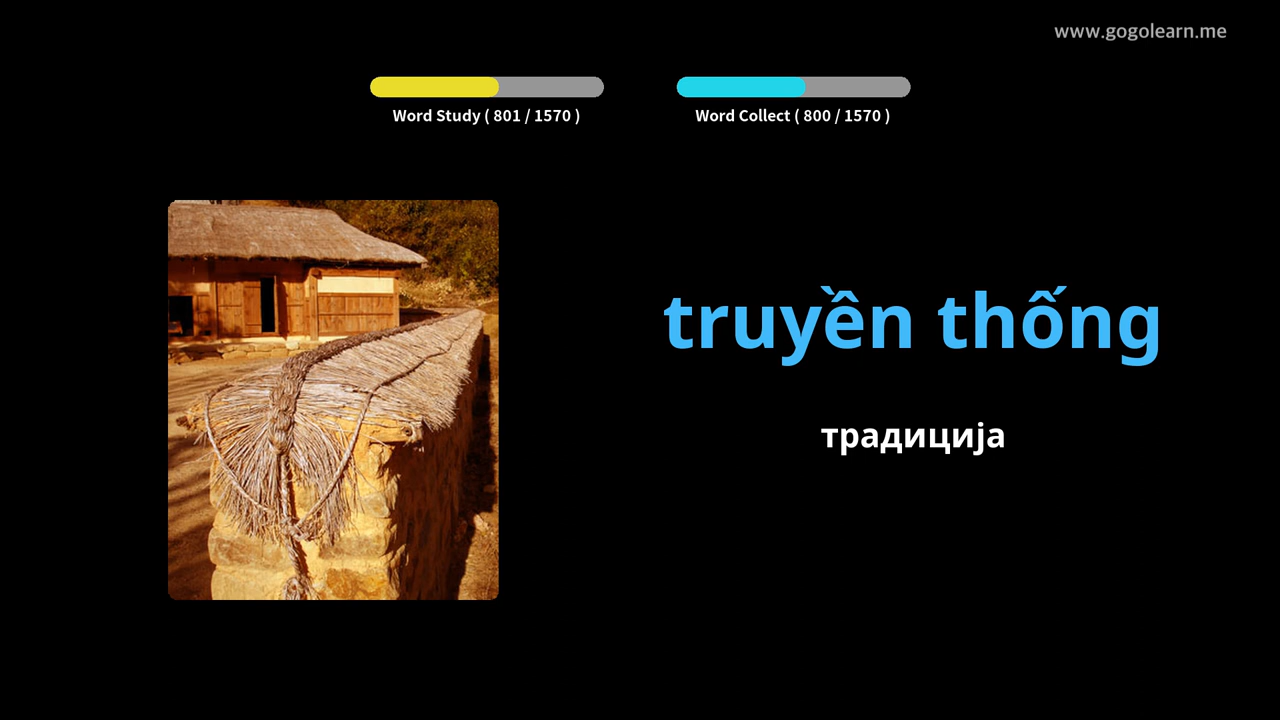 www.gogolearn.me
Word Study ( 801 / 1570 )
Word Collect ( 800 / 1570 )
truyền thống
традиција